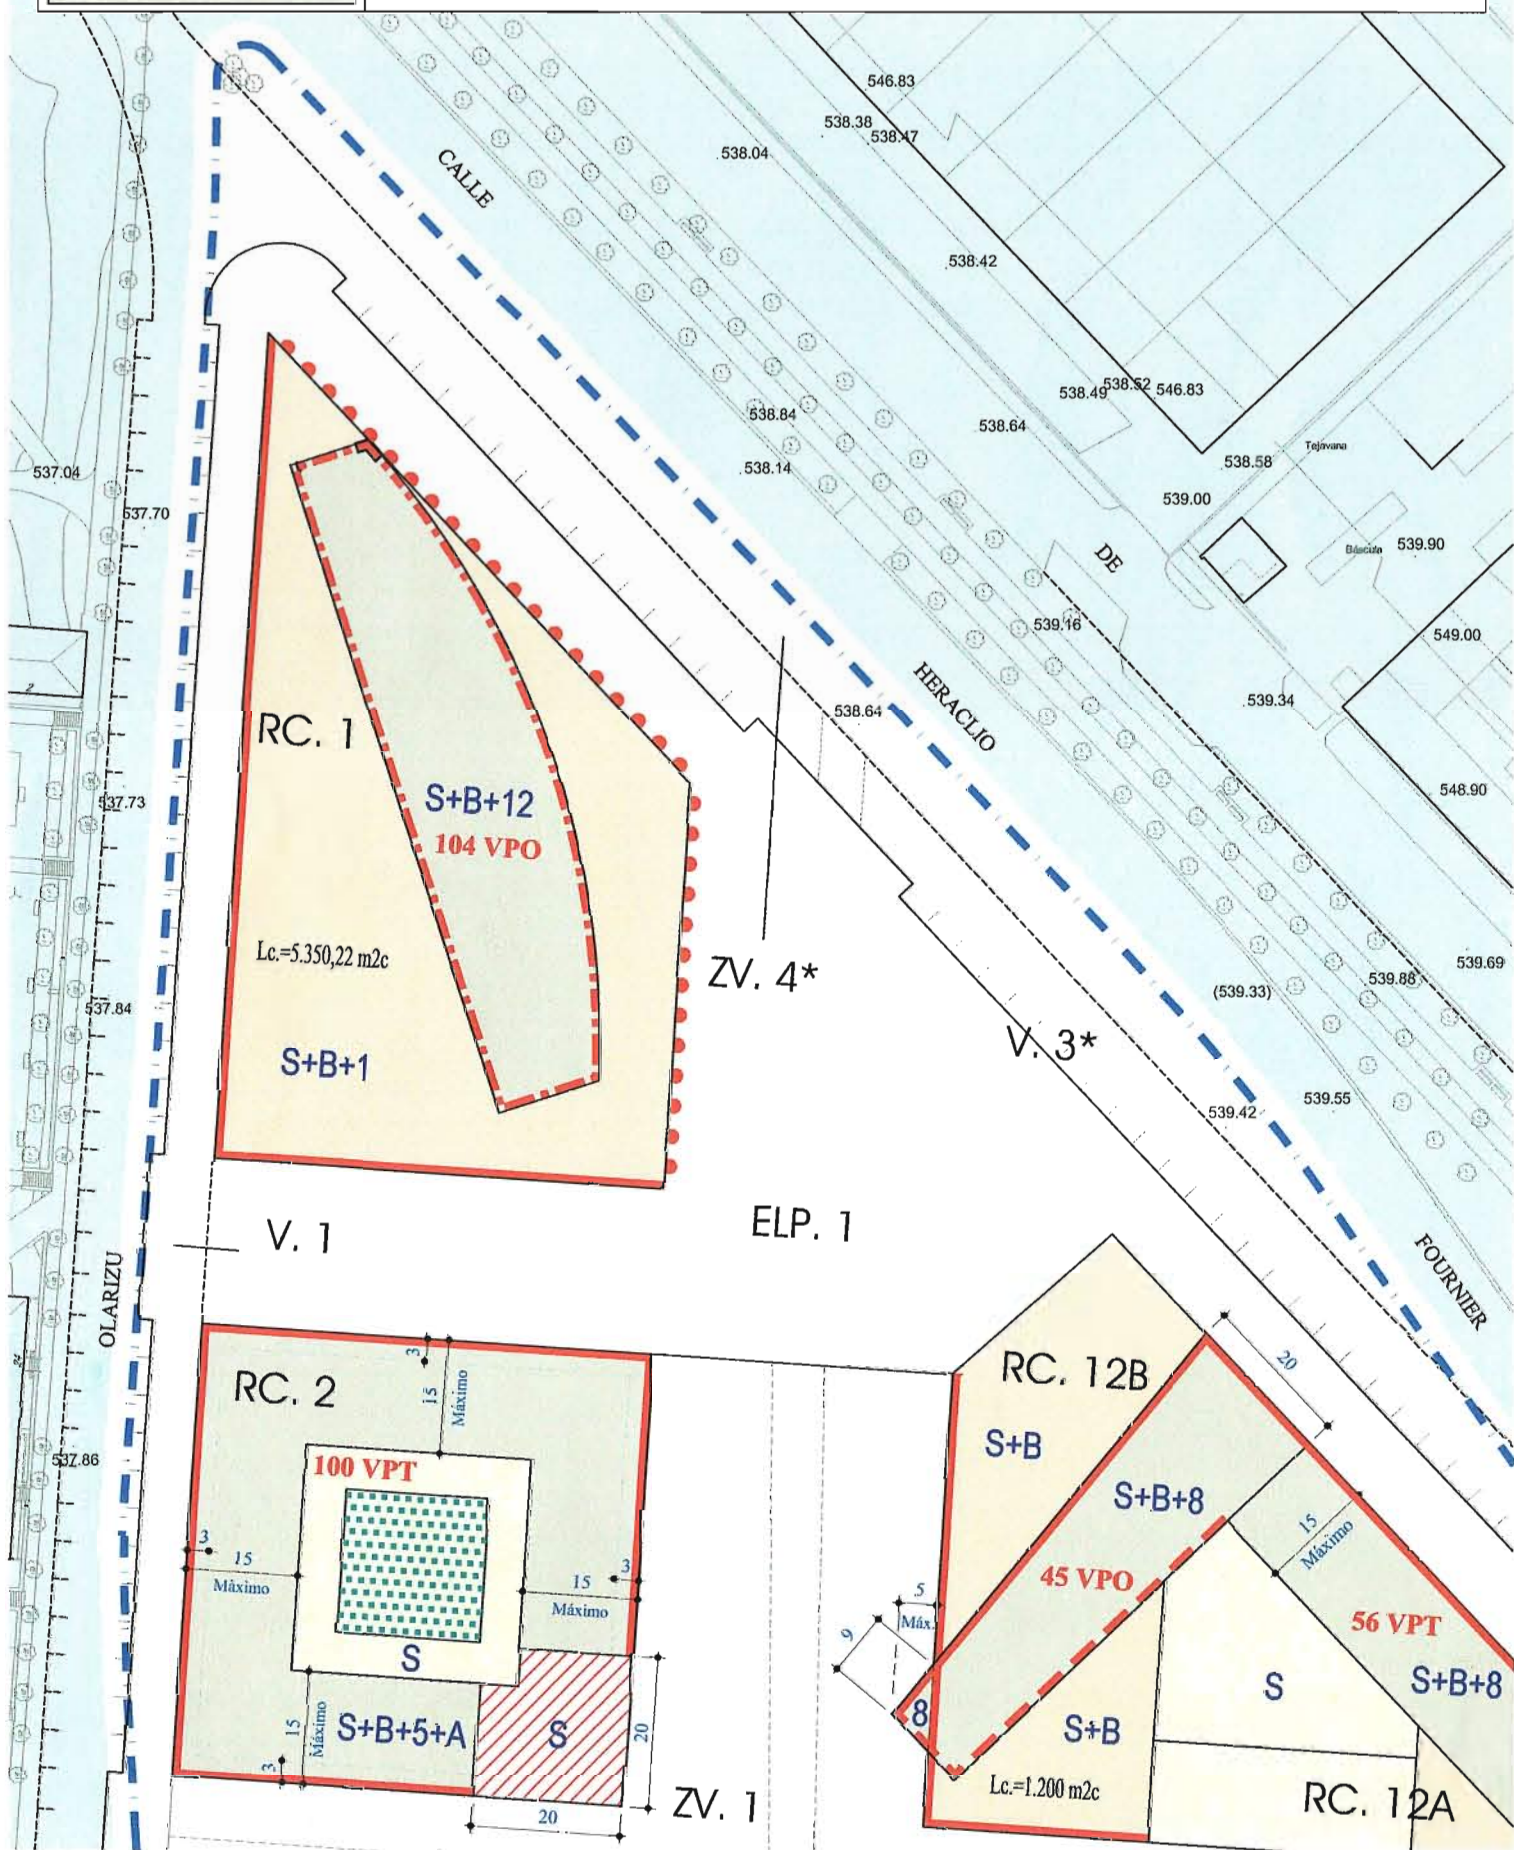 546.83
538.38
538.47
538.04
CALLE
538.42
538.49
538.52
546.83
538.84
538.64
538.14
538.58
Tejavana
537.04
539.00
537.70
DE
Báscula
539.90
539.16
549.00
2
HERACLIO
539.34
RC. 1
538.64
S+B+12
104 VPO
537.73
548.90
Lc.=5.350,22 m2c
ZV. 4*
539.69
539.88
(539.33)
537.84
V. 3*
S+B+1
539.55
539.42
V. 1
ELP. 1
FOURNIER
OLARIZU
3
15
Máximo
20
RC. 2
RC. 12B
S+B
537.86
100 VPT
S+B+8
15
Máximo
3
15
Máximo
3
15
Máximo
45 VPO
5
Máx.
9
56 VPT
S
S
S+B+8
15
Máximo
3
S+B+5+A
S
20
8
S+B
Lc.=1.200 m2c
20
ZV. 1
RC. 12A